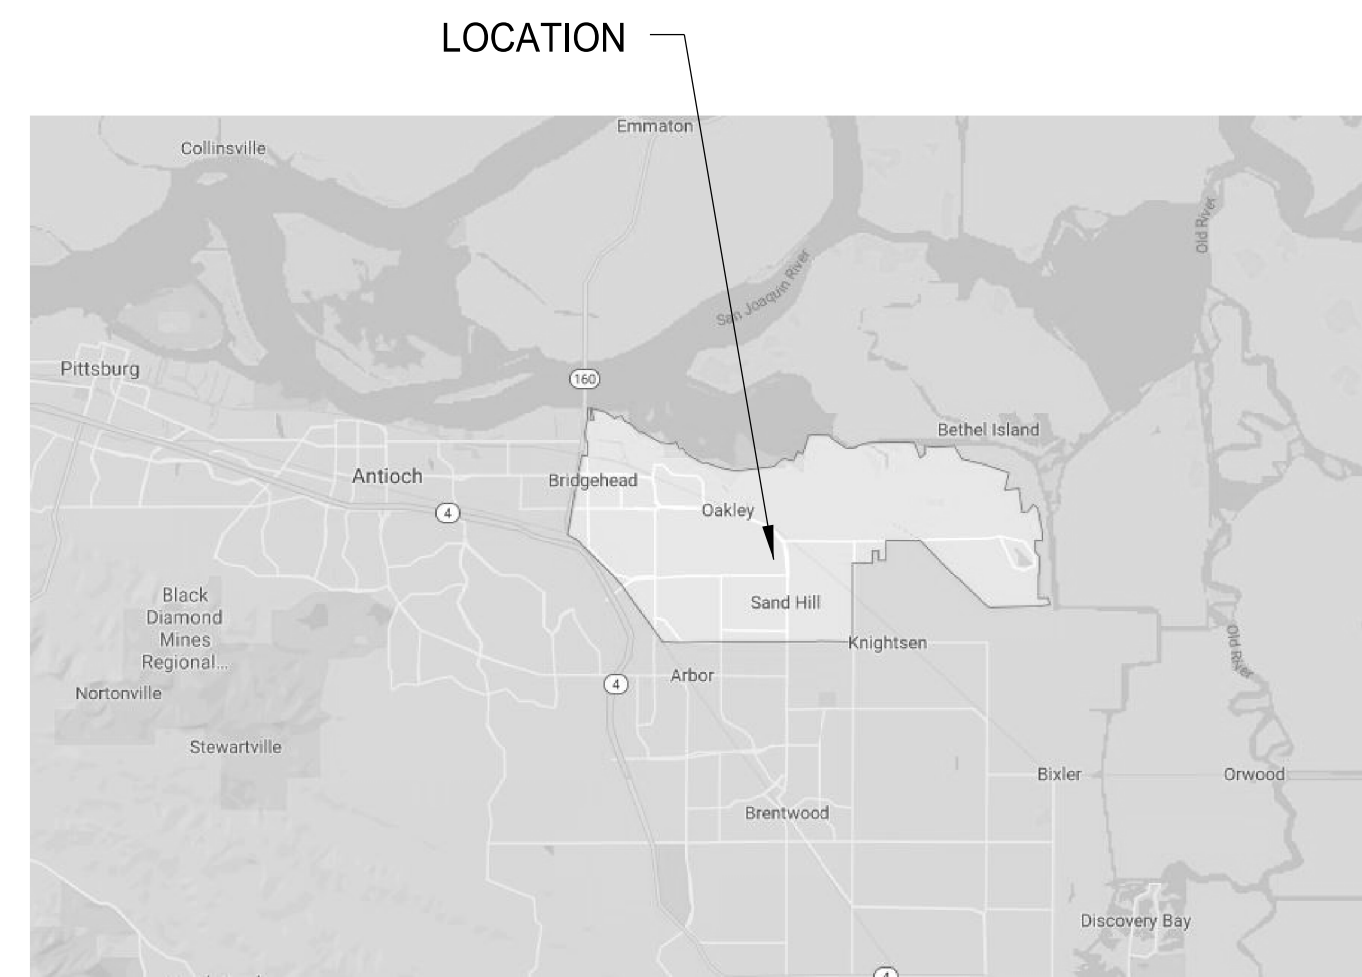 LOCATION
Emmaton
Collinsville
Old River
San Joaquin River
Pittsburg
160
Bethel Island
Antioch
Bridgehead
4
Oakley
Black
Diamond
Mines
Regional...
Sand Hill
Knightsen
Old River
Arbor
4
Nortonville
Stewartville
Bixler
Orwood
Brentwood
Discovery Bay
4